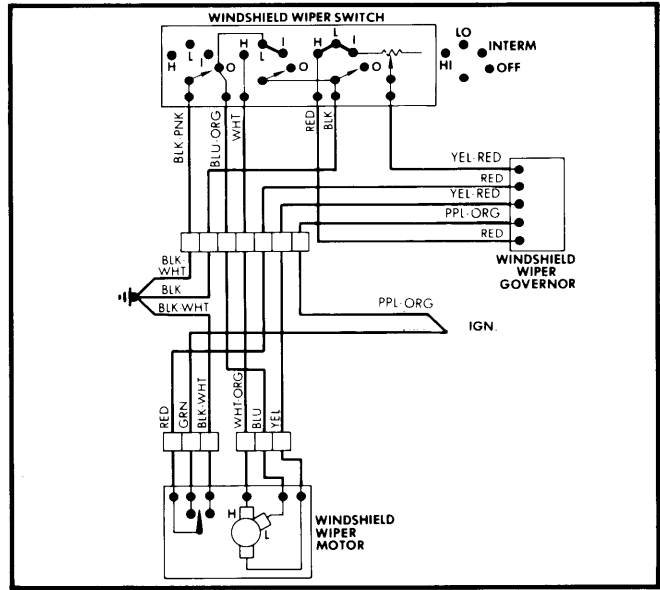 WINDSHIELD WIPER SWITCH
H L I O
H L I O
H L I O
LO
HI
INTERM
OFF
BLK-PNK
BLU-ORG
WHT
RED
BLK
YEL-RED
RED
YEL-RED
PPL-ORG
RED
WINDSHIELD
WIPER
GOVERNOR
BLK-
WHT
BLK
BLK-WHT
PPL-ORG
IGN.
RED
GRN
BLK-WHT
WHT-ORG
BLU
YEL
H
L
WINDSHIELD
WIPER
MOTOR